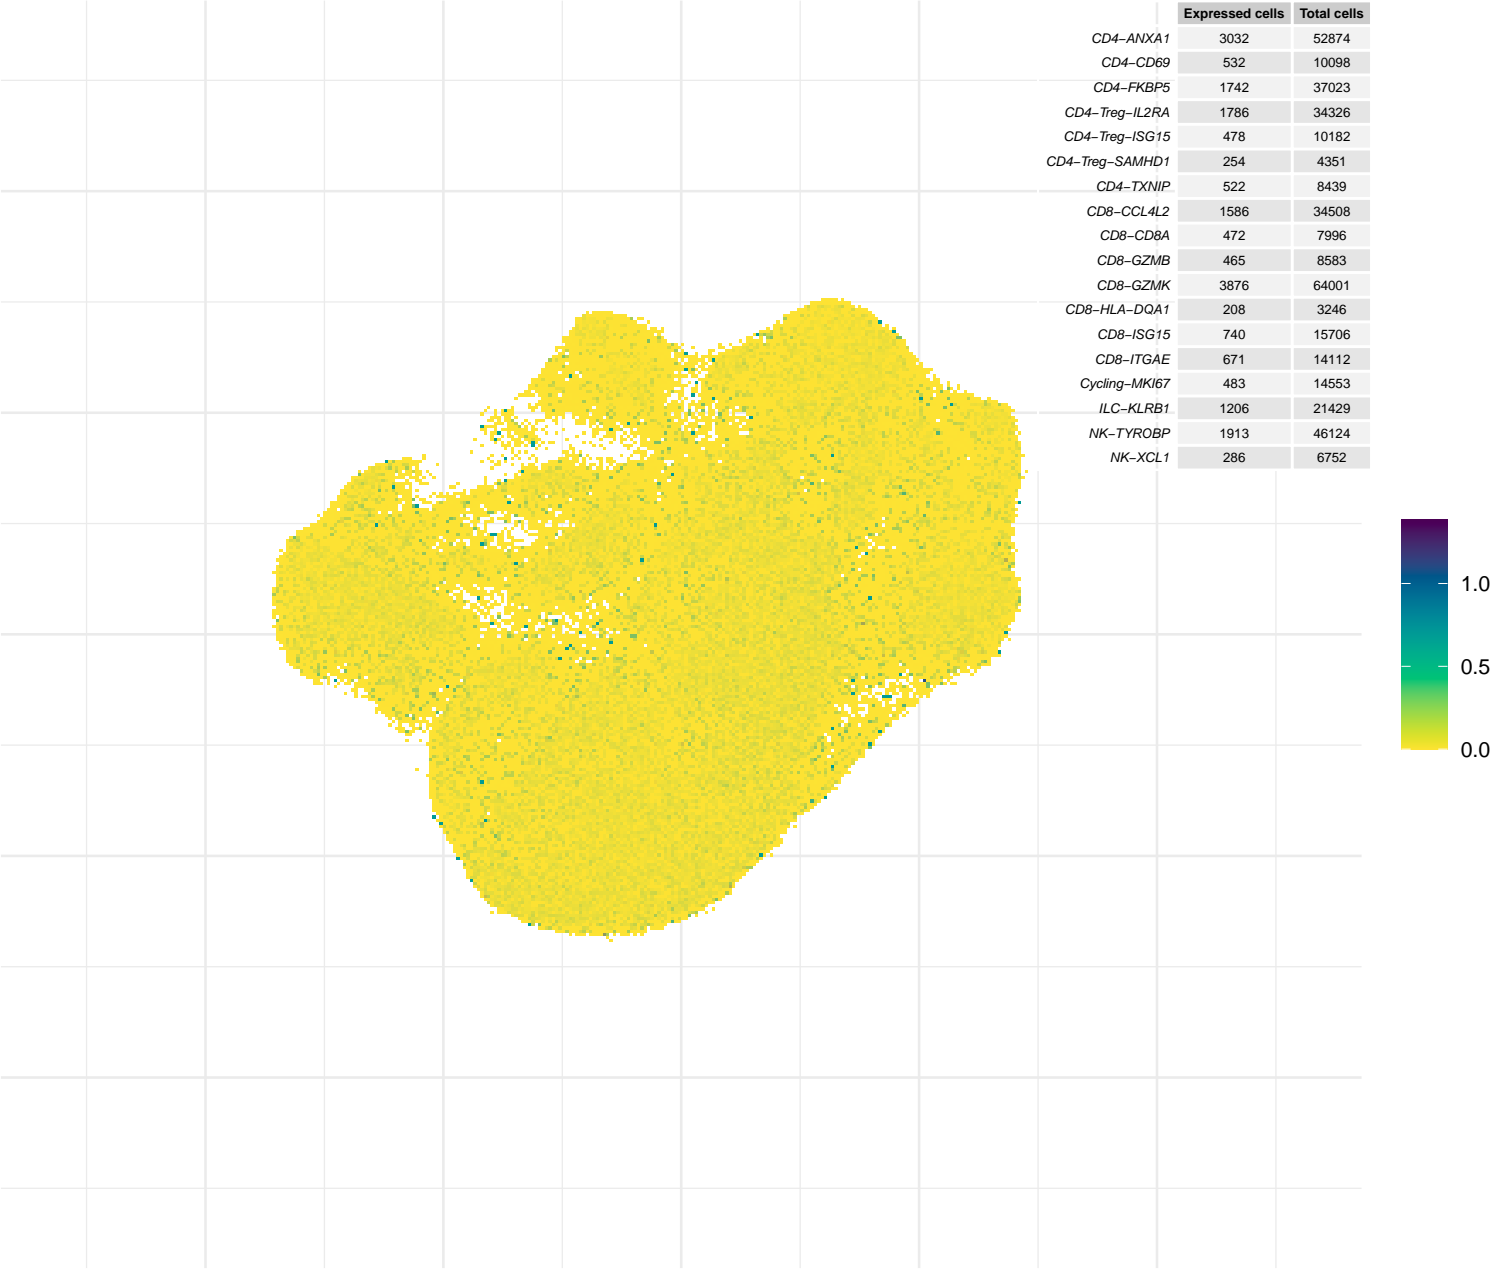 Expressed cells Total cells
CD4−ANXA1 3032 52874
CD4−CD69 532 10098
CD4−FKBP5 1742 37023
CD4−Treg−IL2RA 1786 34326
CD4−Treg−ISG15 478 10182
CD4−Treg−SAMHD1 254 4351
CD4−TXNIP 522 8439
CD8−CCL4L2 1586 34508
CD8−CD8A 472 7996
CD8−GZMB 465 8583
CD8−GZMK 3876 64001
CD8−HLA−DQA1 208 3246
CD8−ISG15 740 15706
CD8−ITGAE 671 14112
Cycling−MKI67 483 14553
ILC−KLRB1 1206 21429
NK−TYROBP 1913 46124
NK−XCL1 286 6752
1.0
0.5
0.0